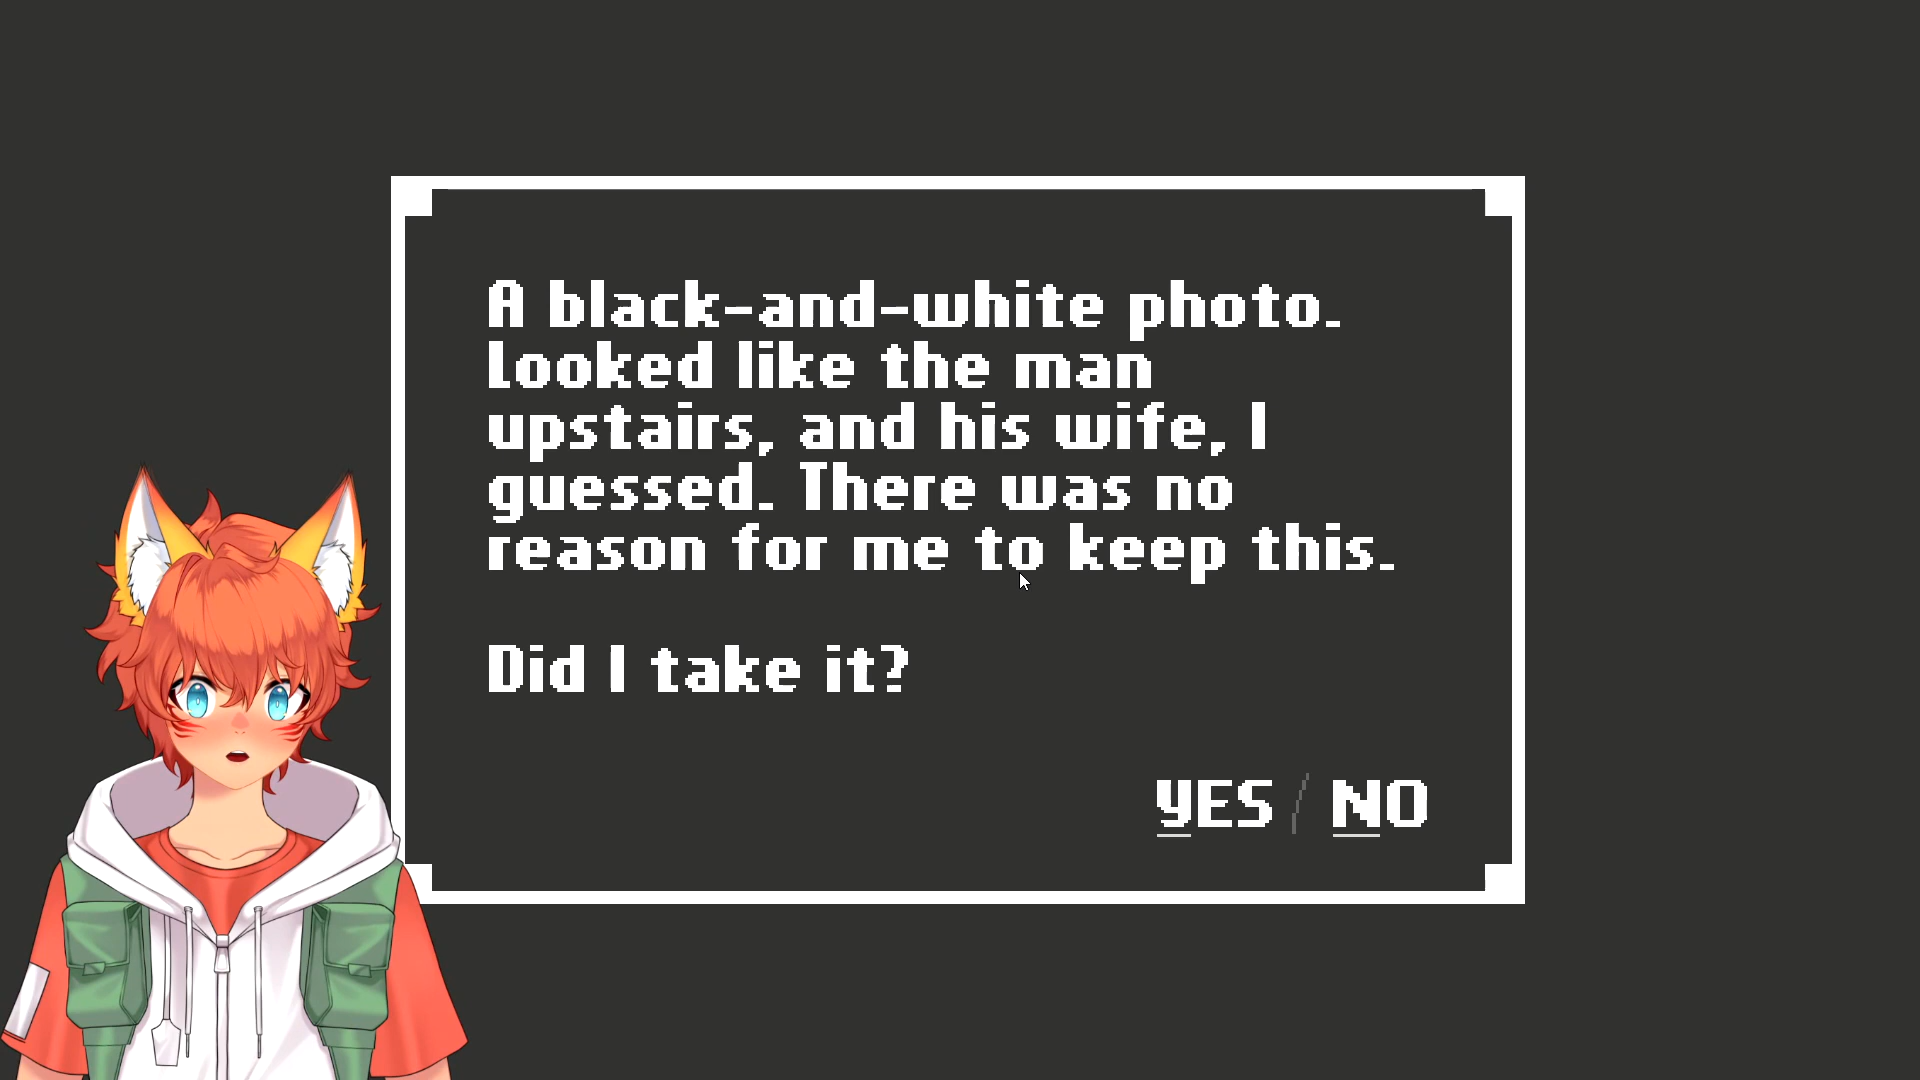 A black-and-white photo.
Looked like the man
upstairs, and his wife, I
guessed. There was no
reason for me to keep this.
Did I take it?
YES / NO